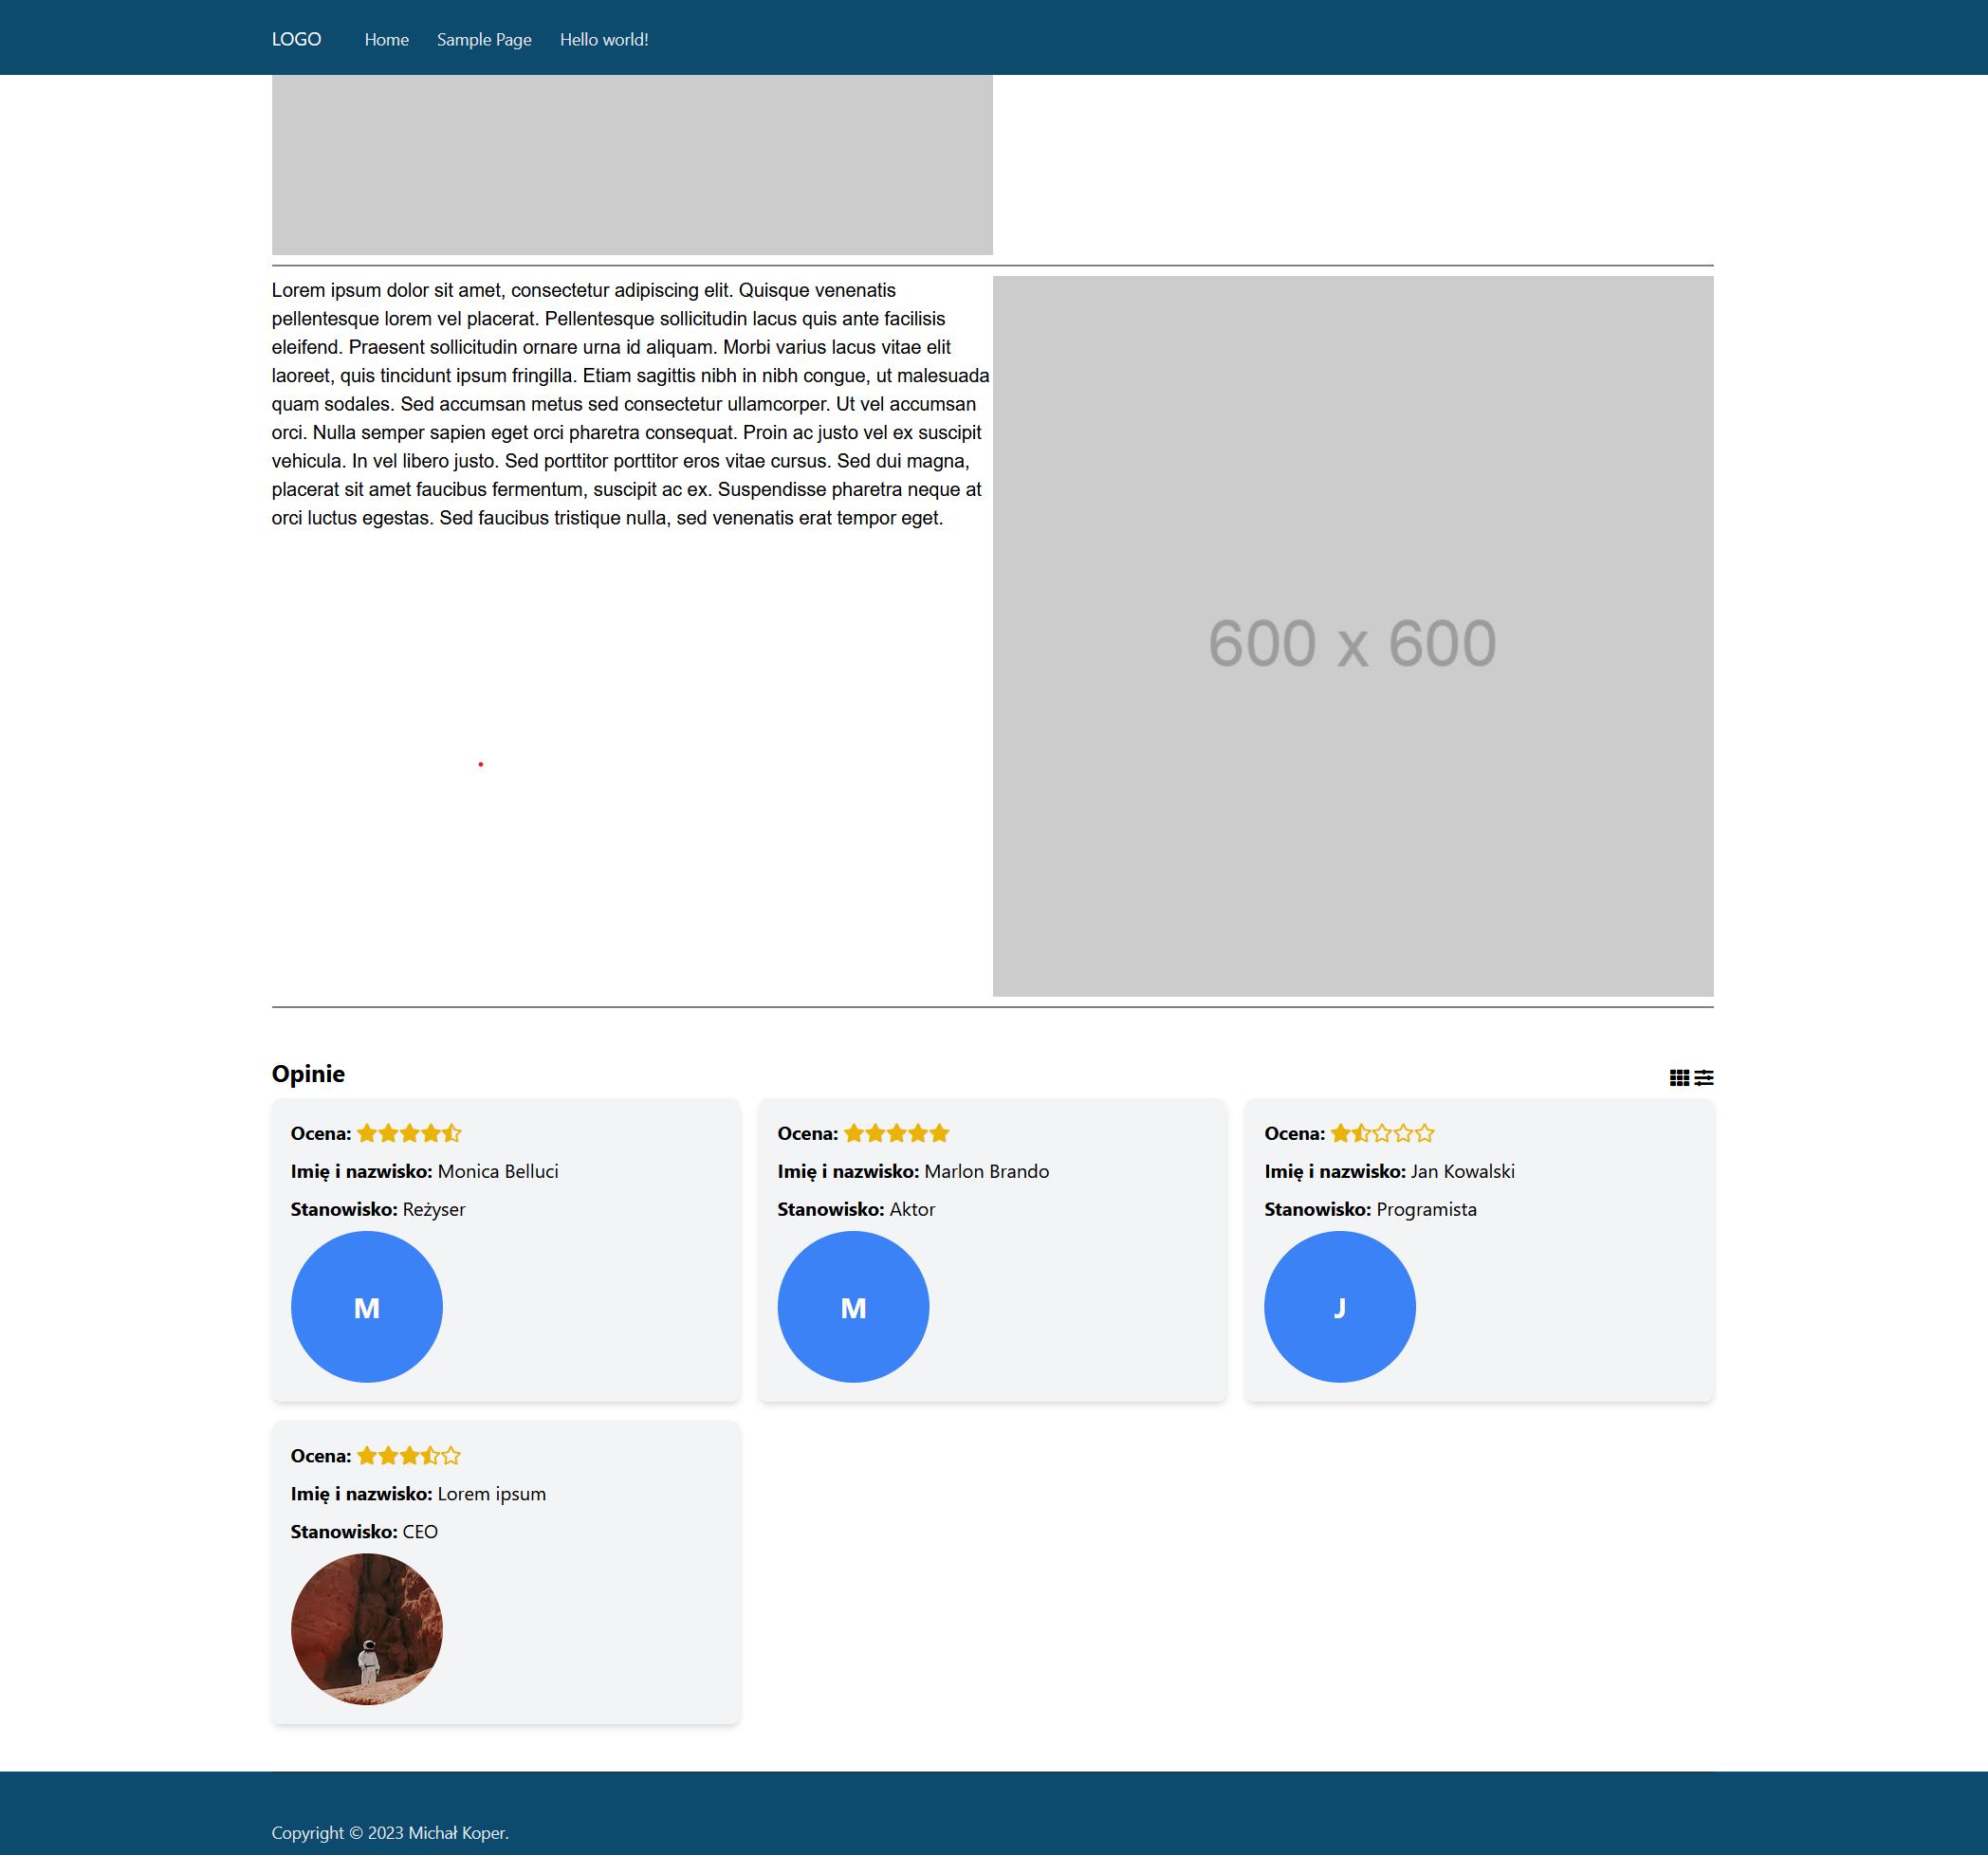 LOGO Home Sample Page Hello world!
Lorem ipsum dolor sit amet, consectetur adipiscing elit. Quisque venenatis
pellentesque lorem vel placerat. Pellentesque sollicitudin lacus quis ante facilisis
eleifend. Praesent sollicitudin ornare urna id aliquam. Morbi varius lacus vitae elit
laoreet, quis tincidunt ipsum fringilla. Etiam sagittis nibh in nibh congue, ut malesuada
quam sodales. Sed accumsan metus sed consectetur ullamcorper. Ut vel accumsan
orci. Nulla semper sapien eget orci pharetra consequat. Proin ac justo vel ex suscipit
vehicula. In vel libero justo. Sed porttitor porttitor eros vitae cursus. Sed dui magna,
placerat sit amet faucibus fermentum, suscipit ac ex. Suspendisse pharetra neque at
orci luctus egestas. Sed faucibus tristique nulla, sed venenatis erat tempor eget.
600 x 600
Opinie
Ocena:
Imię i nazwisko: Monica Belluci
Stanowisko: Reżyser
M
Ocena:
Imię i nazwisko: Marlon Brando
Stanowisko: Aktor
M
Ocena:
Imię i nazwisko: Jan Kowalski
Stanowisko: Programista
J
Ocena:
Imię i nazwisko: Lorem ipsum
Stanowisko: CEO
Copyright © 2023 Michał Koper.